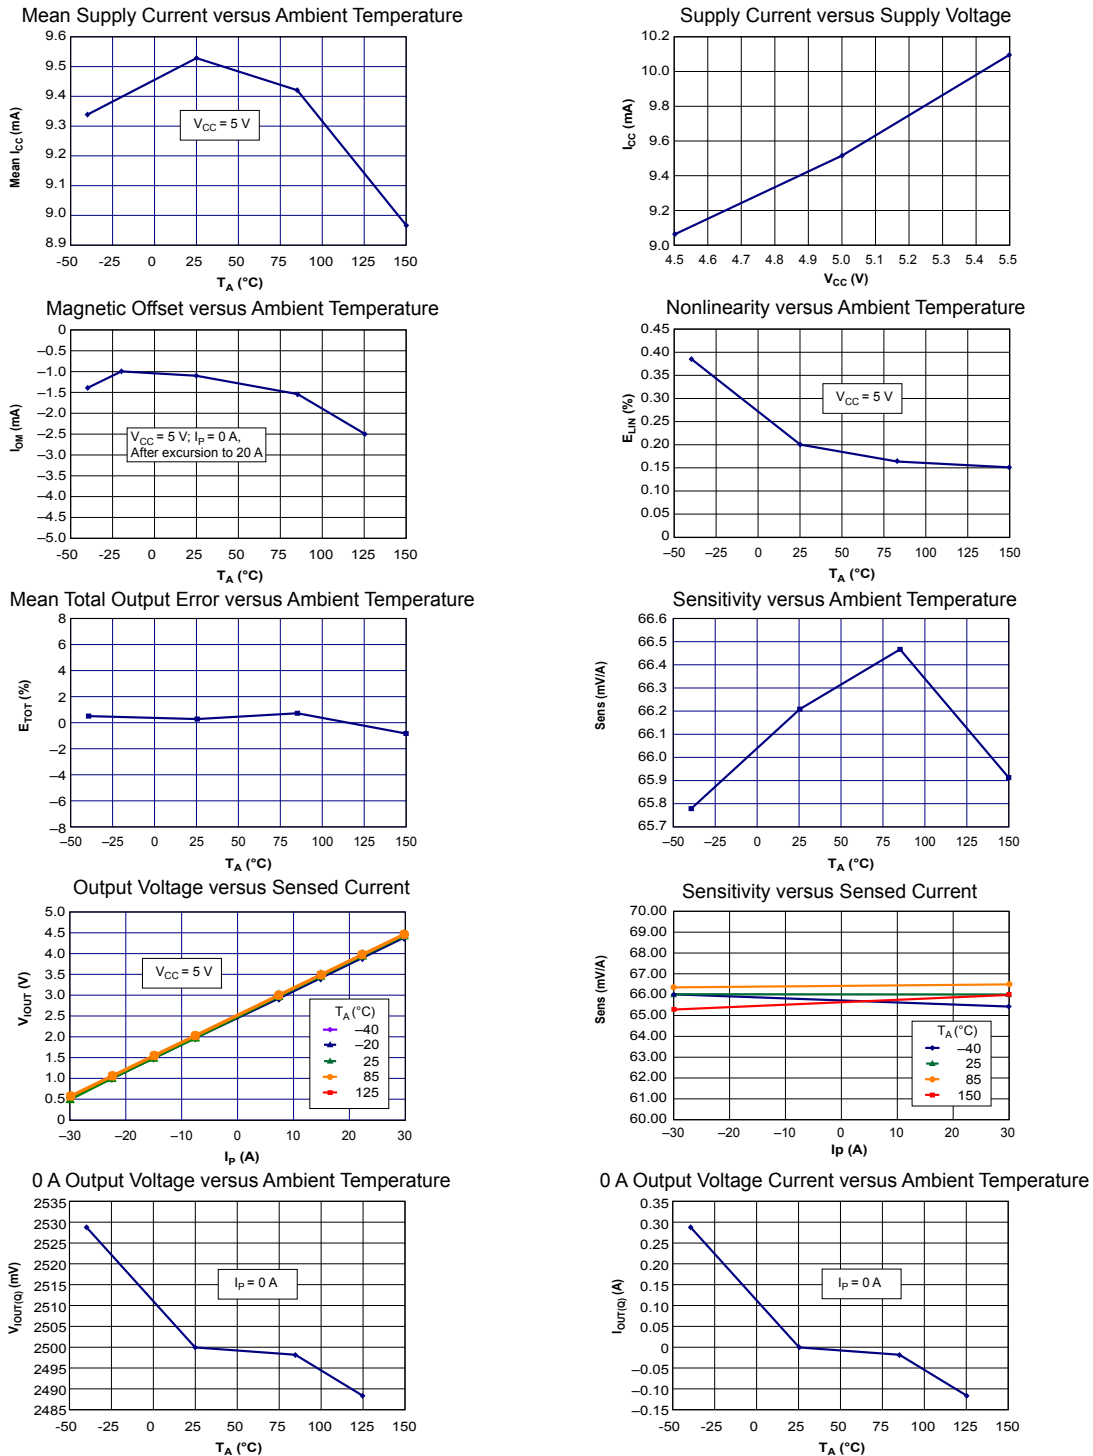 Mean Supply Current versus Ambient Temperature
9.6
9.5
9.4
9.3
9.2
9.1
9.0
8.9
Mean ICC (mA)
VCC = 5 V
-50 -25 0 25 50 75 100 125 150
TA (°C)
Supply Current versus Supply Voltage
10.2
10.0
9.8
9.6
9.4
9.2
9.0
ICC (mA)
4.5 4.6 4.7 4.8 4.9 5.0 5.1 5.2 5.3 5.4 5.5
VCC (V)
Magnetic Offset versus Ambient Temperature
0
–0.5
–1.0
–1.5
–2.0
–2.5
–3.0
–3.5
–4.0
–4.5
–5.0
IOM (mA)
VCC = 5 V; IP = 0 A,
After excursion to 20 A
-50 -25 0 25 50 75 100 125 150
TA (°C)
Nonlinearity versus Ambient Temperature
0.45
0.40
0.35
0.30
0.25
0.20
0.15
0.10
0.05
0
ELIN (%)
VCC = 5 V
–50 –25 0 25 50 75 100 125 150
TA (°C)
Mean Total Output Error versus Ambient Temperature
8
6
4
2
0
–2
–4
–6
–8
ETOT (%)
–50 –25 0 25 50 75 100 125 150
TA (°C)
Sensitivity versus Ambient Temperature
66.6
66.5
66.4
66.3
66.2
66.1
66.0
65.9
65.8
65.7
Sens (mV/A)
–50 –25 0 25 50 75 100 125 150
TA (°C)
Output Voltage versus Sensed Current
5.0
4.5
4.0
3.5
3.0
2.5
2.0
1.5
1.0
0.5
0
VIOUT (V)
VCC = 5 V
TA (°C)
–40
–20
25
85
125
–30 –20 –10 0 10 20 30
IP (A)
Sensitivity versus Sensed Current
70.00
69.00
68.00
67.00
66.00
65.00
64.00
63.00
62.00
61.00
60.00
Sens (mV/A)
TA (°C)
–40
25
85
150
–30 –20 –10 0 10 20 30
Ip (A)
0 A Output Voltage versus Ambient Temperature
2535
2530
2525
2520
2515
2510
2505
2500
2495
2490
2485
VIOUT(Q) (mV)
IP = 0 A
-50 -25 0 25 50 75 100 125 150
TA (°C)
0 A Output Voltage Current versus Ambient Temperature
0.35
0.30
0.25
0.20
0.15
0.10
0.05
0
–0.05
–0.10
–0.15
IOUT(Q) (A)
IP = 0 A
-50 -25 0 25 50 75 100 125 150
TA (°C)